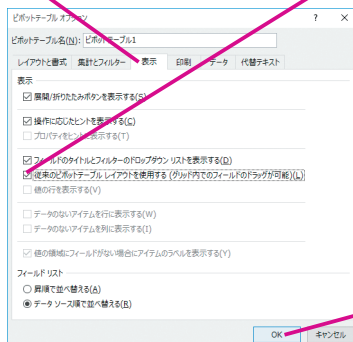 ピボットテーブル オプション ? ×
ピボットテーブル名(N): ピボットテーブル1
レイアウトと書式 集計とフィルター 表示 印刷 データ 代替テキスト
表示
展開/折りたたみボタンを表示する(S)
操作に応じたヒントを表示する(C)
プロパティをヒントに表示する(T)
フィールドのタイトルとフィルターのドロップダウン リストを表示する(D)
従来のピボットテーブル レイアウトを使用する (グリッド内でのフィールドのドラッグが可能)(L)
値の行を表示する(V)
データのないアイテムを行に表示する(W)
データのないアイテムを列に表示する(I)
値の領域にフィールドがない場合にアイテムのラベルを表示する(Y)
フィールド リスト
昇順で並べ替える(A)
データ ソース順で並べ替える(R)
OK キャンセル